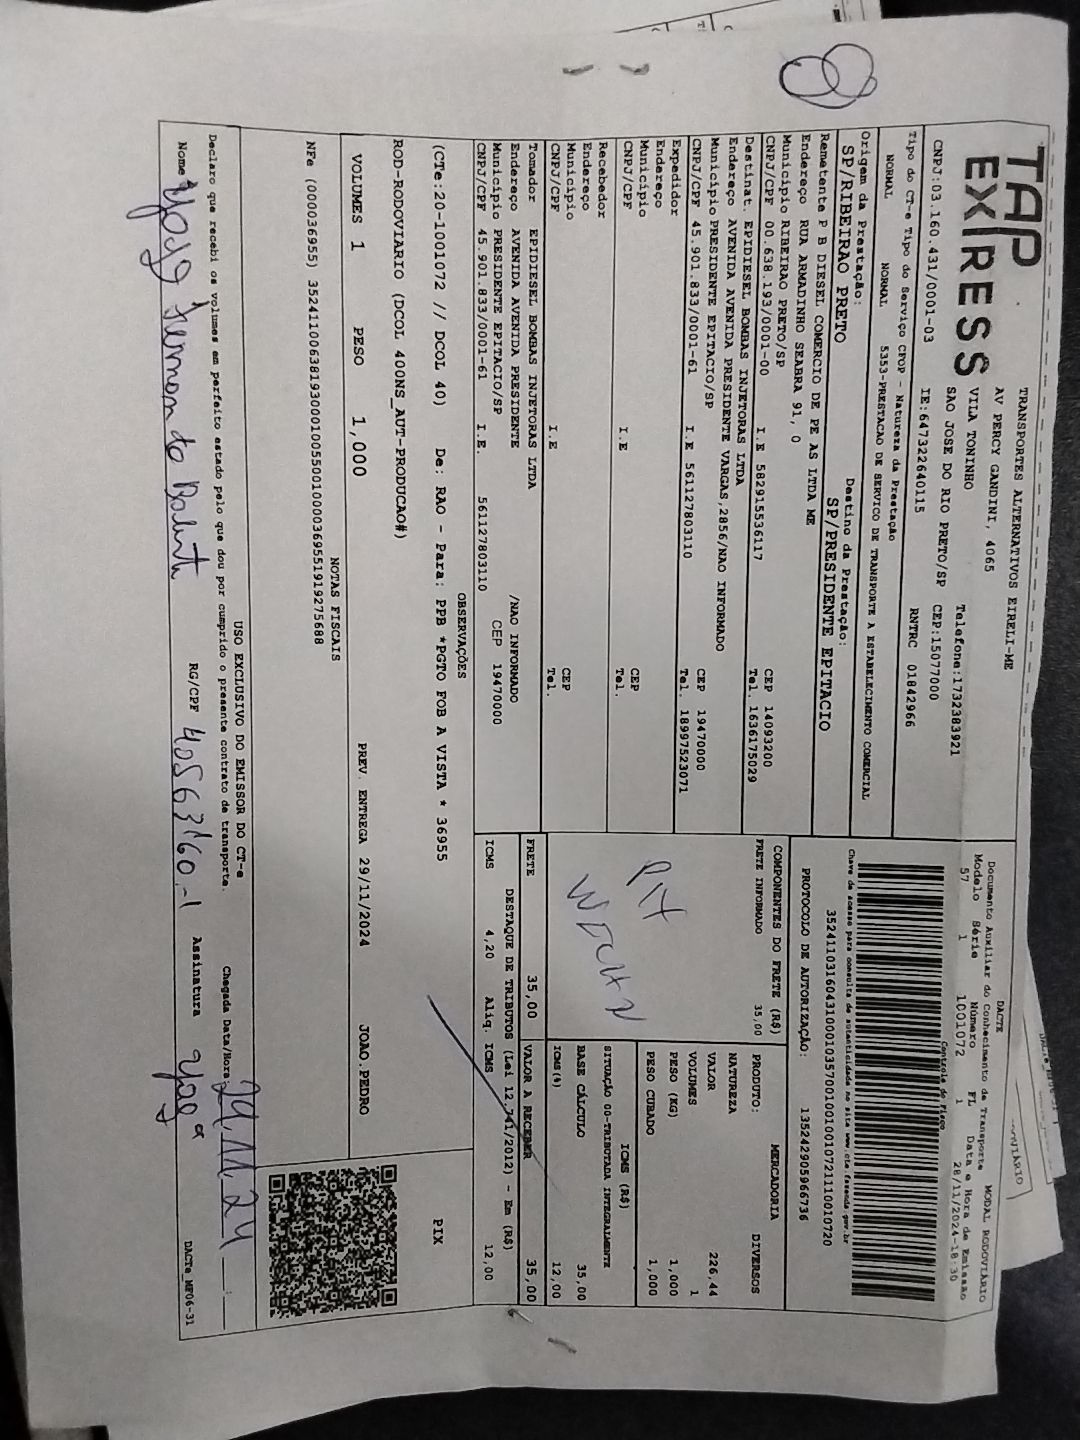 TAP
EXPRESS
TRANSPORTES ALTERNATIVOS EIRELI-ME
AV PERCY GANDINI, 4065
VILA TONINHO
SAO JOSE DO RIO PRETO/SP
Telefone:1732383921
CEP:15077000
CNPJ:03.160.431/0001-03
IE:647322640115
RNTRC 01842966
Tipo do CT-e Tipo do Serviço CFOP - Natureza da Prestação
NORMAL NORMAL 5353-PRESTACAO DE SERVICO DE TRANSPORTE A ESTABELECIMENTO COMERCIAL
Origem da Prestação: Destino da Prestação:
SP/RIBEIRAO PRETO SP/PRESIDENTE EPITACIO
DACTE MODAL RODOVIÁRIO
Documento Auxiliar do Conhecimento de Transporte
Modelo Série Número FL Data e Hora de Emissão
57 1 1001072 1 28/11/2024-18:30
Controle do Fisco
Chave de acesso para consulta de autenticidade no site www.cte.fazenda.gov.br
PROTOCOLO DE AUTORIZAÇÃO: 135242905966736
Remetente P B DIESEL COMERCIO DE PE AS LTDA ME
Endereço RUA ARMADINHO SEABRA 91, 0
Município RIBEIRAO PRETO/SP CEP 14093200
CNPJ/CPF 00.638.193/0001-00 I.E 582915536117 Tel. 1636175029
Destinat. EPIDIESEL BOMBAS INJETORAS LTDA
Endereço AVENIDA AVENIDA PRESIDENTE VARGAS,2856/NAO INFORMADO
Município PRESIDENTE EPITACIO/SP CEP 19470000
CNPJ/CPF 45.901.833/0001-61 I.E 561127803110 Tel. 18997523071
Expedidor
Endereço
Município CEP
CNPJ/CPF I.E Tel.
Recebedor
Endereço
Município CEP
CNPJ/CPF I.E Tel.
Tomador EPIDIESEL BOMBAS INJETORAS LTDA
Endereço AVENIDA AVENIDA PRESIDENTE /NAO INFORMADO
Município PRESIDENTE EPITACIO/SP CEP 19470000
CNPJ/CPF 45.901.833/0001-61 I.E. 561127803110
COMPONENTES DO FRETE (R$)
FRETE INFORMADO 35,00
PIX
PRODUTO: MERCADORIA
NATUREZA DIVERSOS
VALOR 226,44
VOLUMES 1
PESO (KG) 1,000
PESO CUBADO 1,000
ICMS (R$)
SITUAÇÃO 00-TRIBUTADA INTEGRALMENTE
BASE CÁLCULO 35,00
ICMS(%) 12,00
FRETE 35,00 VALOR A RECEBER 35,00
DESTAQUE DE TRIBUTOS (Lei 12.741/2012) - Em (R$)
ICMS 4,20 Aliq. ICMS 12,00
OBSERVAÇÕES
(CTe:20-1001072 // DCOL 40) De: RAO - Para: PPB *PGTO FOB A VISTA * 36955
ROD-RODOVIARIO (DCOL 400NS_AUT-PRODUCAO#)
PIX
VOLUMES 1 PESO 1,000 PREV. ENTREGA 29/11/2024 JOAO.PEDRO
NOTAS FISCAIS
USO EXCLUSIVO DO EMISSOR DO CT-e
Declaro que recebi os volumes em perfeito estado pelo que dou por cumprido o presente contrato de transporte. Chegada Data/Hora 29.11.24
Nome RG/CPF Assinatura
DACTe_MF06-31